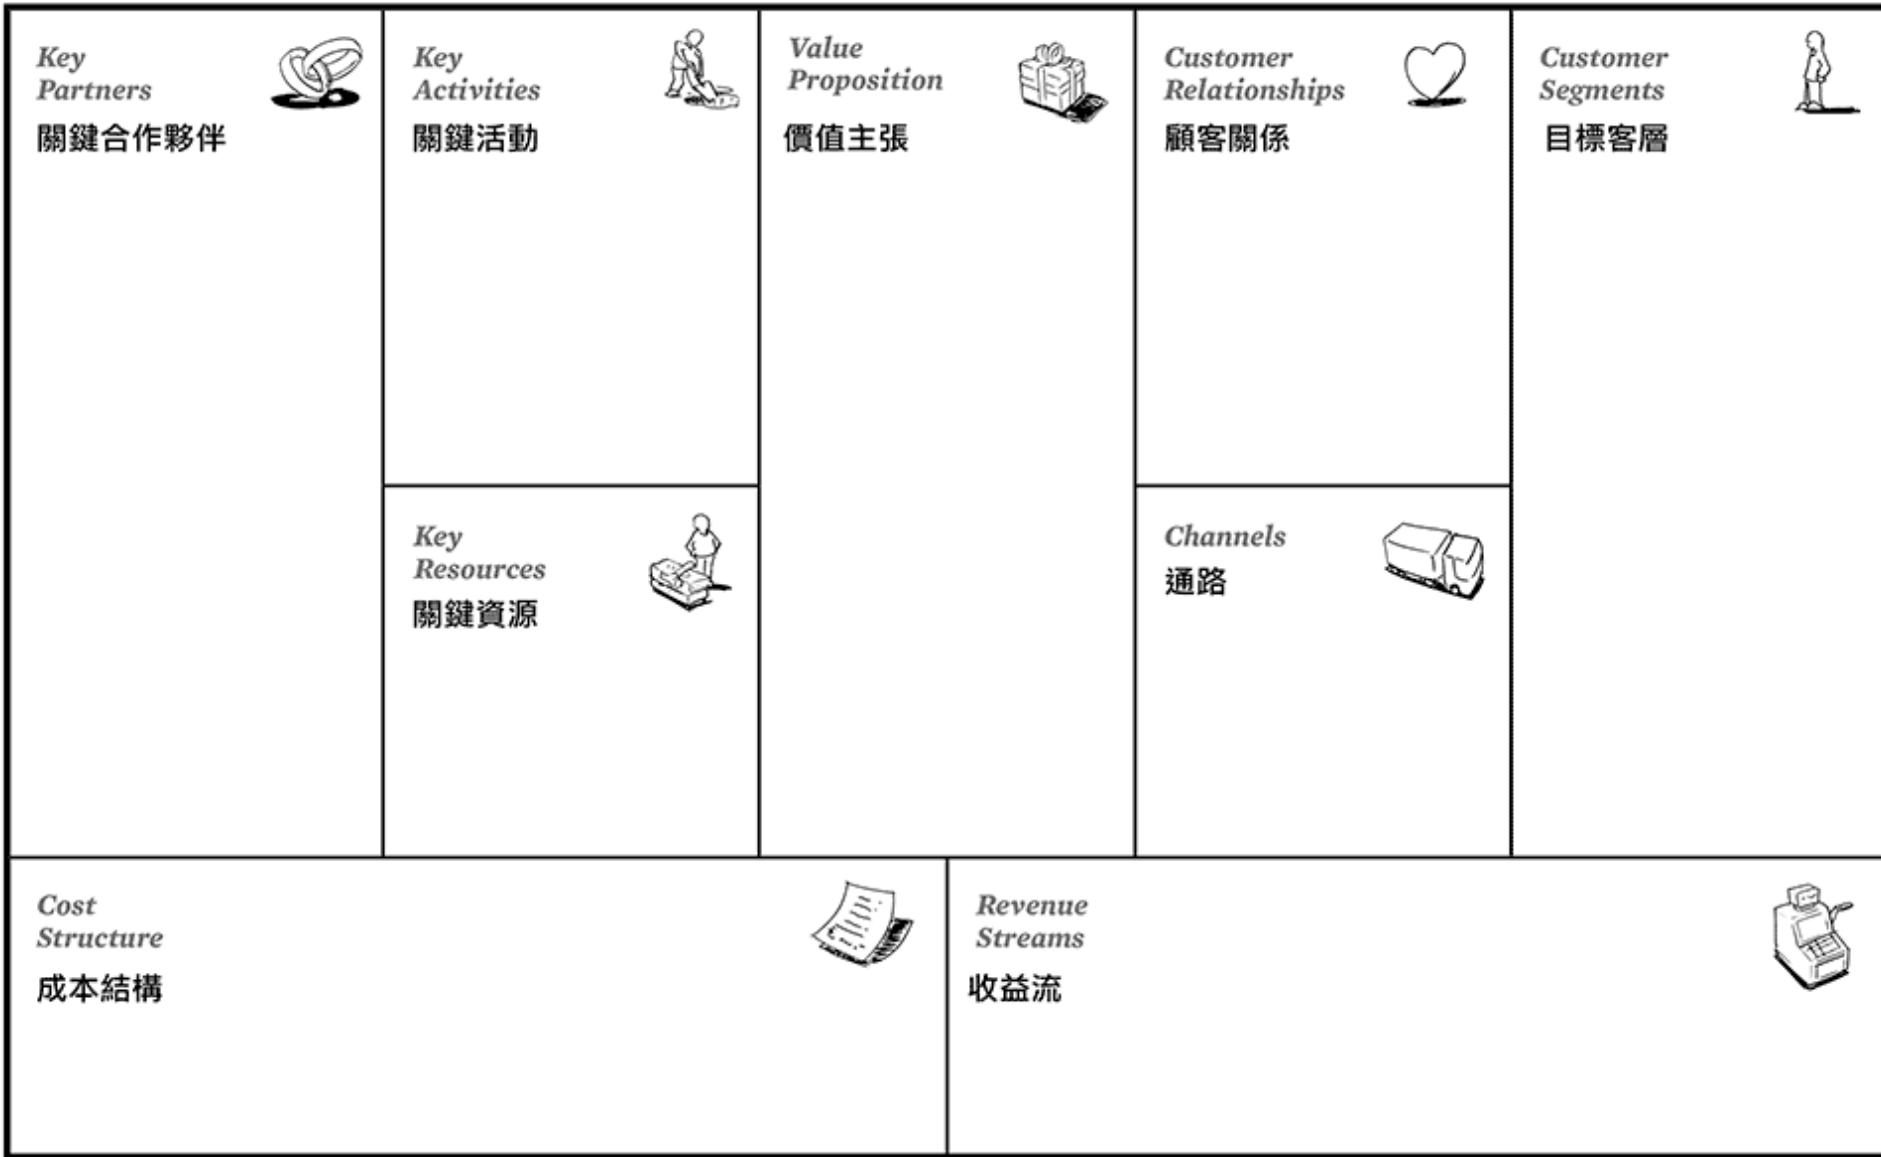 Key
Partners
關鍵合作夥伴
Key
Activities
關鍵活動
Key
Resources
關鍵資源
Value
Proposition
價值主張
Customer
Relationships
顧客關係
Channels
通路
Customer
Segments
目標客層
Cost
Structure
成本結構
Revenue
Streams
收益流